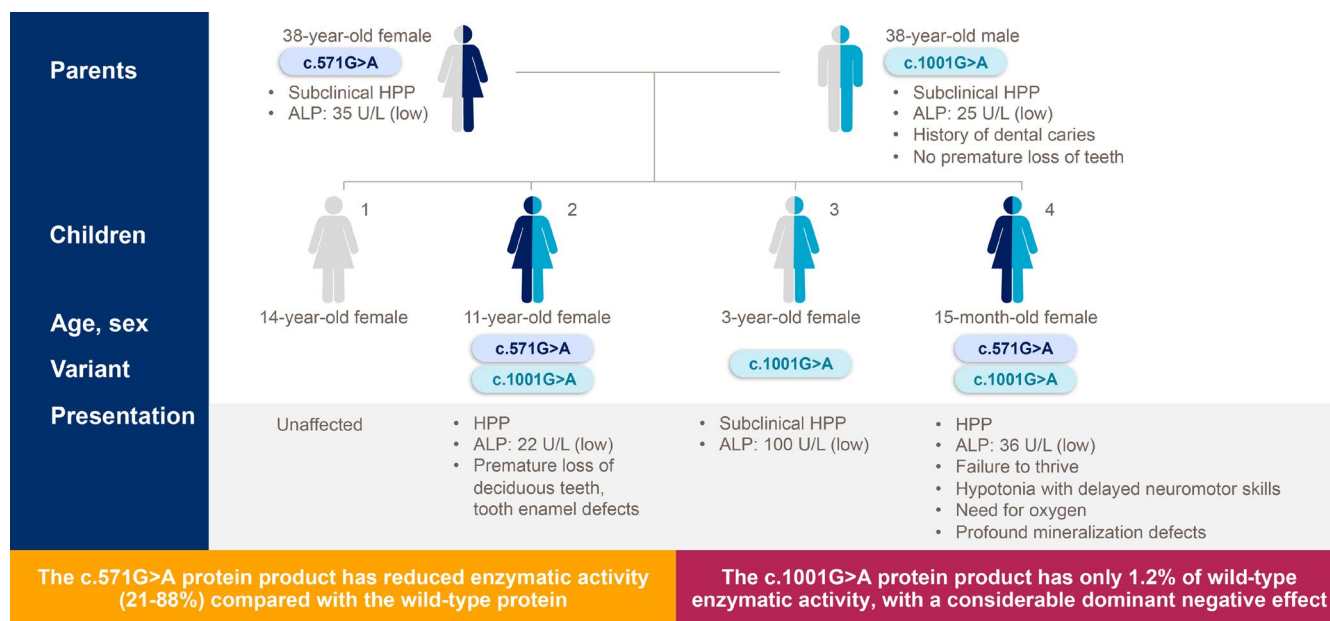 Parents
38-year-old female
c.571G>A
• Subclinical HPP
• ALP: 35 U/L (low)
38-year-old male
c.1001G>A
• Subclinical HPP
• ALP: 25 U/L (low)
• History of dental caries
• No premature loss of teeth
Children
1
2
3
4
Age, sex
14-year-old female
11-year-old female
3-year-old female
15-month-old female
Variant
c.571G>A
c.1001G>A
c.1001G>A
c.571G>A
c.1001G>A
Presentation
Unaffected
• HPP
• ALP: 22 U/L (low)
• Premature loss of
deciduous teeth,
tooth enamel defects
• Subclinical HPP
• ALP: 100 U/L (low)
• HPP
• ALP: 36 U/L (low)
• Failure to thrive
• Hypotonia with delayed neuromotor skills
• Need for oxygen
• Profound mineralization defects
The c.571G>A protein product has reduced enzymatic activity
(21-88%) compared with the wild-type protein
The c.1001G>A protein product has only 1.2% of wild-type
enzymatic activity, with a considerable dominant negative effect